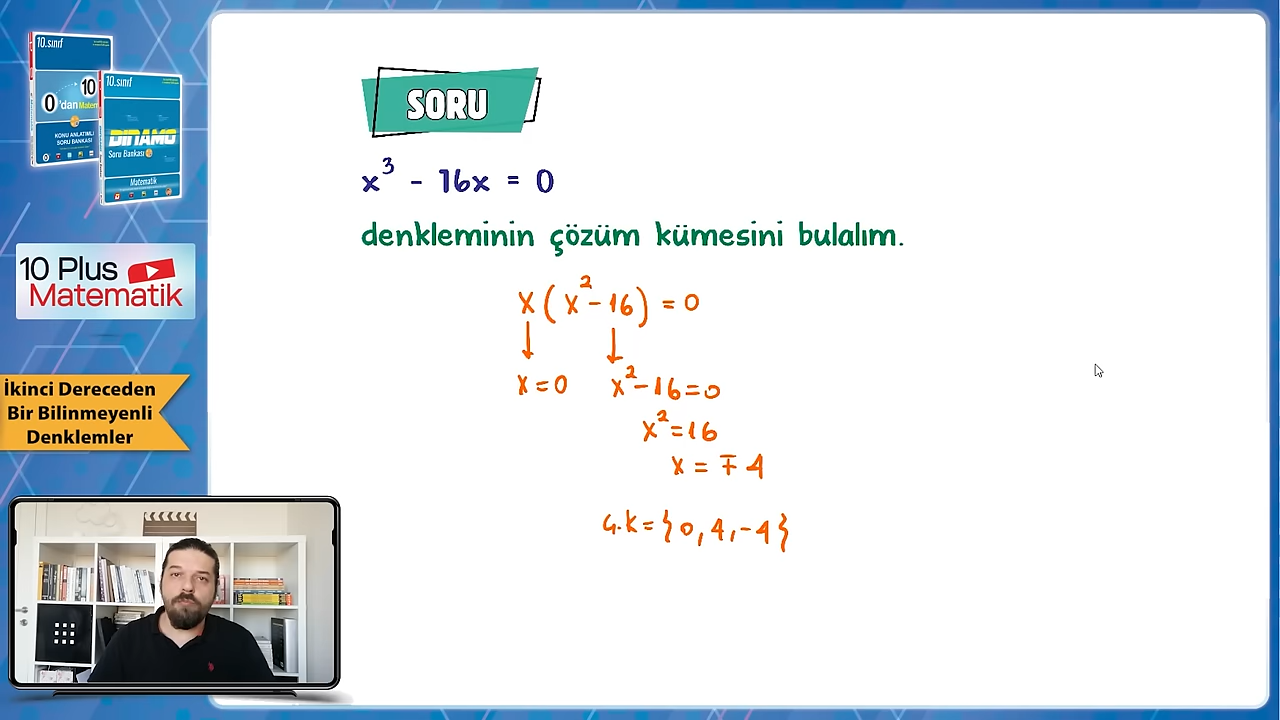 10.sınıf
0'dan 10
Matem
KONU ANLATIMLI
SORU BANKASI
10.sınıf
DİNAMO
Soru Bankası
Matematik
10 Plus
Matematik
İkinci Dereceden
Bir Bilinmeyenli
Denklemler
SORU
x³ - 16x = 0
denkleminin çözüm kümesini bulalım.
x(x²-16) = 0
↓ ↓
x=0 x²-16=0
x²=16
x = ∓4
Ç.K={0,4,-4}